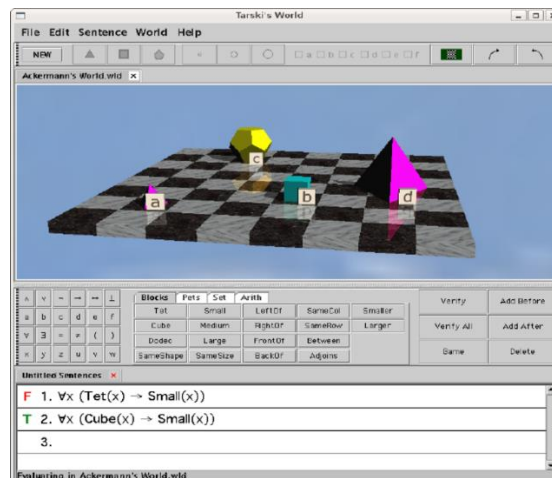 Tarski's World
File Edit Sentence World Help
NEW a b c d e f
Ackermann's World.wld ×
c
a b d
∧ ∨ ¬ → ↔ ⊥
a b c d e f
∀ ∃ = ≠ ( )
x y z u v w
Blocks Pets Set Arith
Tet Small LeftOf SameCol Smaller
Cube Medium RightOf SameRow Larger
Dodec Large FrontOf Between
SameShape SameSize BackOf Adjoins
Verify Add Before
Verify All Add After
Game Delete
Untitled Sentences ×
F 1. ∀x (Tet(x) → Small(x))
T 2. ∀x (Cube(x) → Small(x))
3.
Evaluating in Ackermann's World.wld